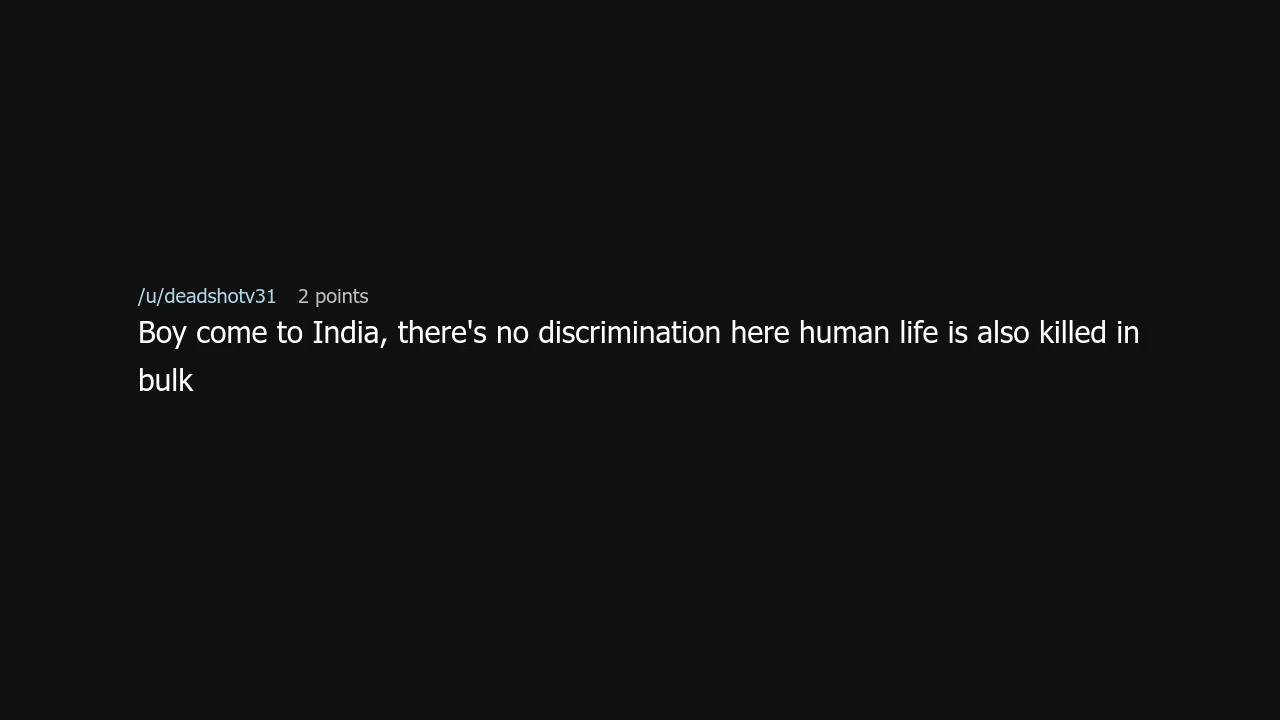 /u/deadshotv31 2 points
Boy come to India, there's no discrimination here human life is also killed in
bulk